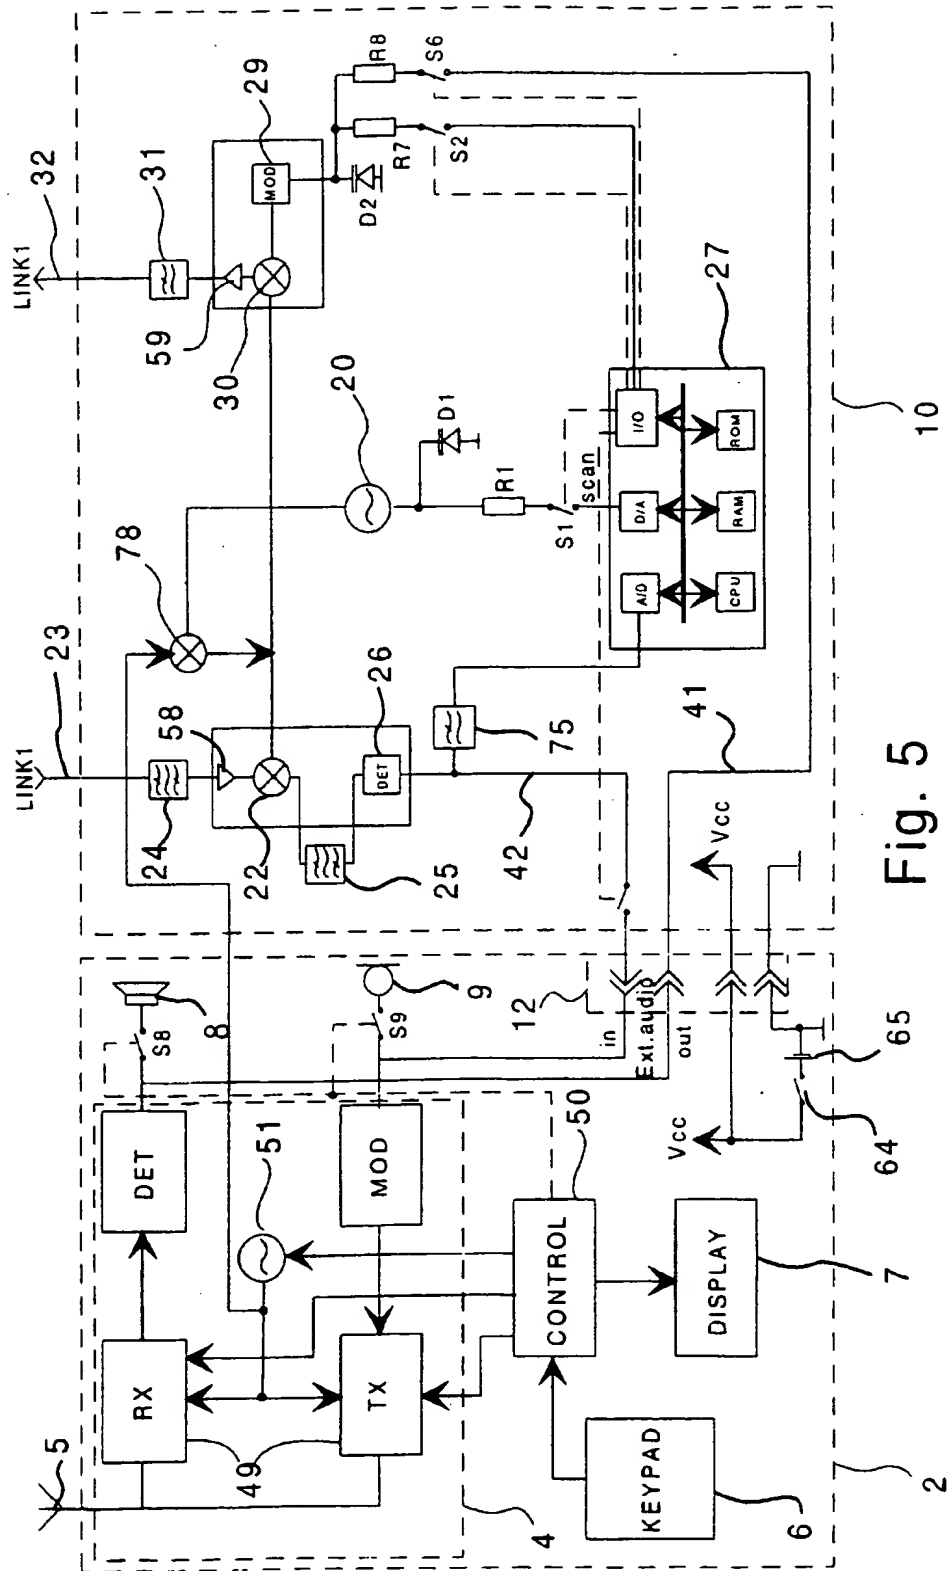 LINK1
23
LINK1
32
24
58
22
25
26
DET
78
20
D1
R1
S1
scan
59
30
31
29
MOD
D2
R7
R8
S2
S6
42
75
41
A/D
D/A
I/O
CPU
RAM
ROM
27
10
5
RX
DET
S8
8
51
49
TX
MOD
S9
9
4
12
in
Ext.audio
out
CONTROL
50
KEYPAD
6
DISPLAY
7
Vcc
Vcc
64
65
2
Fig. 5